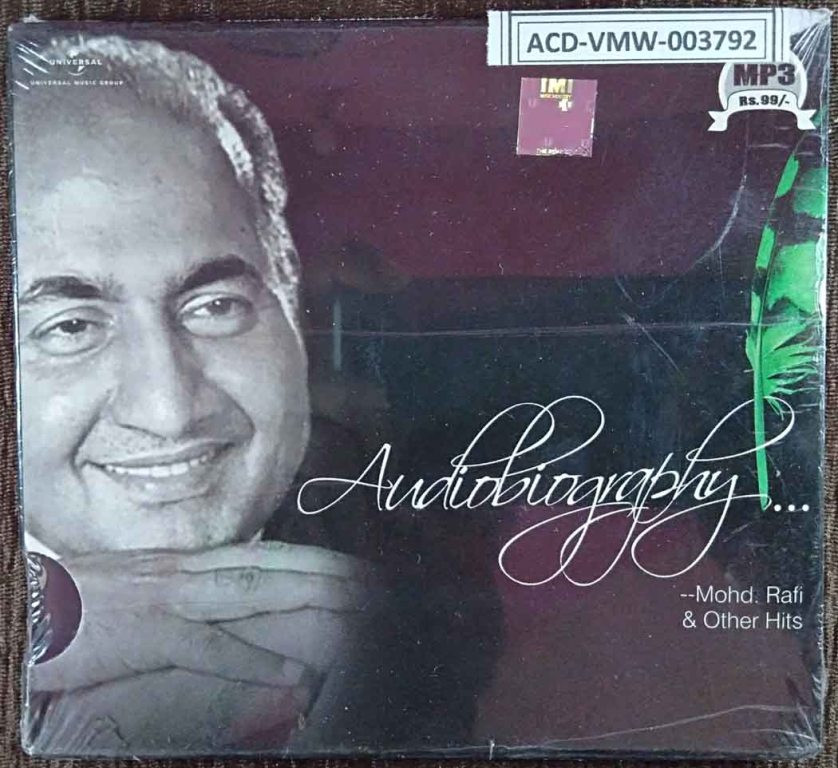 ACD-VMW-003792
UNIVERSAL
UNIVERSAL MUSIC GROUP
IMI
MP3
Rs.99/-
Audiobiography...
--Mohd. Rafi
& Other Hits